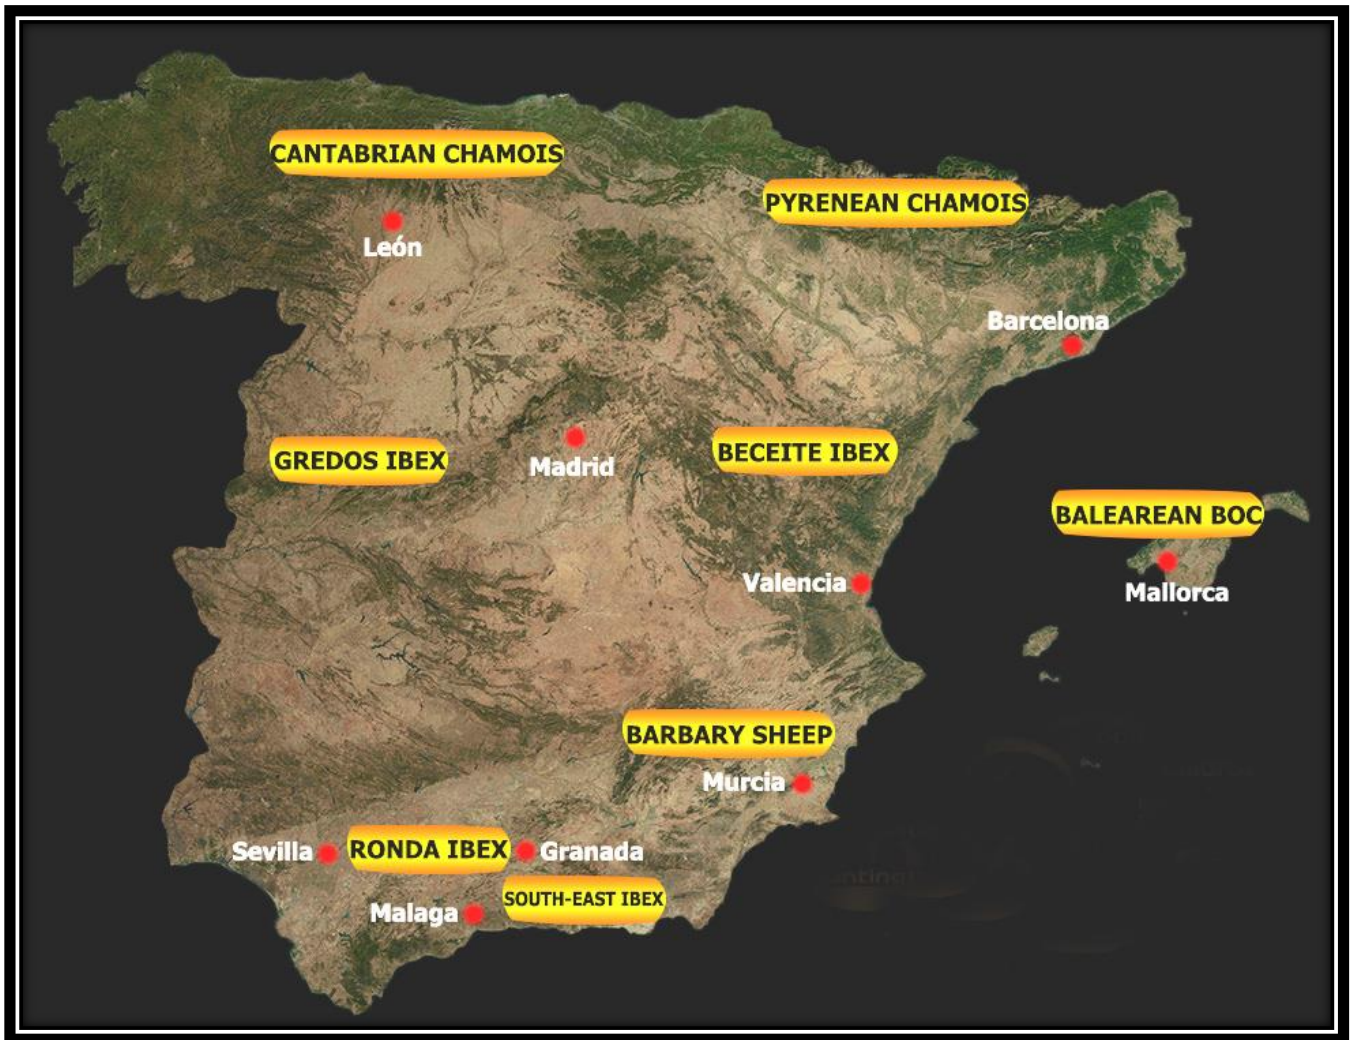 CANTABRIAN CHAMOIS
PYRENEAN CHAMOIS
León
Barcelona
GREDOS IBEX
Madrid
BECEITE IBEX
BALEAREAN BOC
Mallorca
Valencia
BARBARY SHEEP
Murcia
Sevilla
RONDA IBEX
Granada
SOUTH-EAST IBEX
Malaga